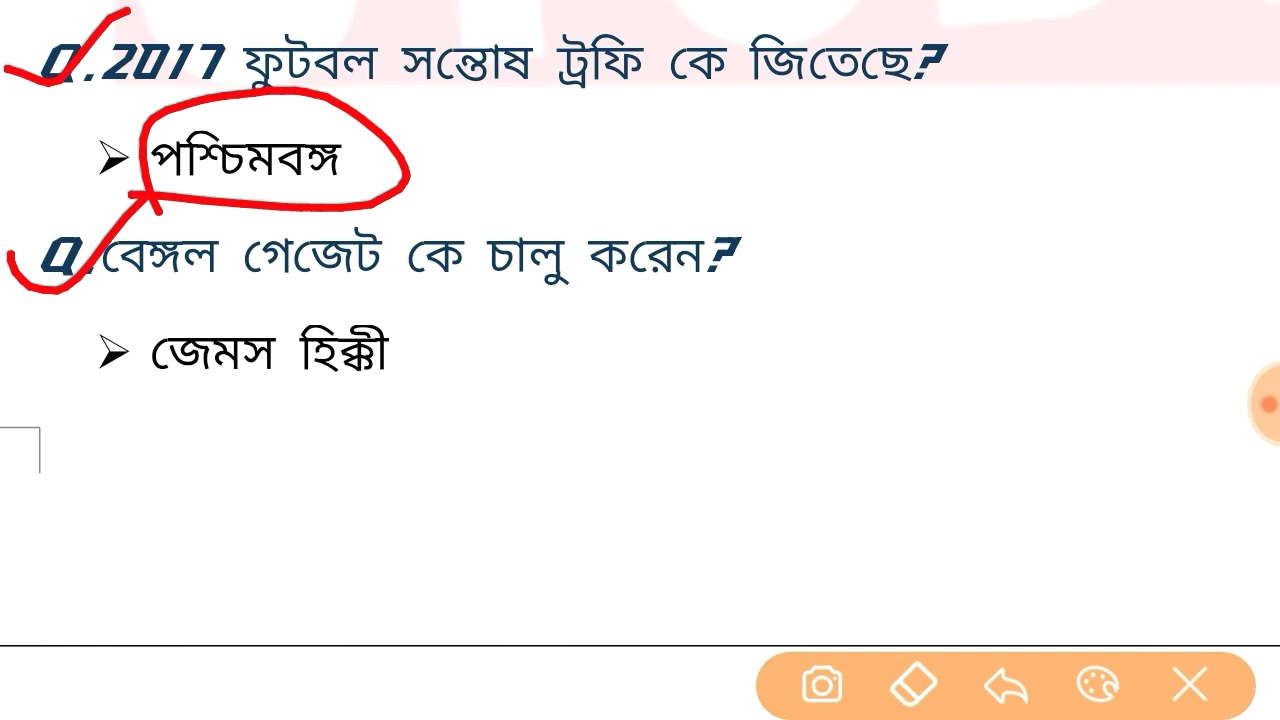 Q.2017 ফুটবল সন্তোষ ট্রফি কে জিতেছে?
➢ পশ্চিমবঙ্গ
Q.বেঙ্গল গেজেট কে চালু করেন?
➢ জেমস হিক্কী